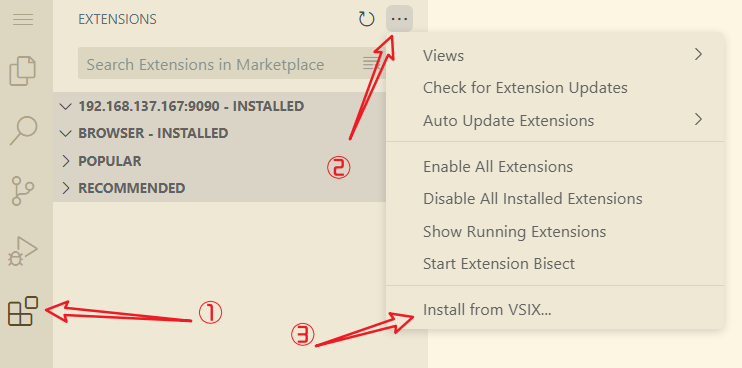 EXTENSIONS
Search Extensions in Marketplace
192.168.137.167:9090 - INSTALLED
BROWSER - INSTALLED
POPULAR
RECOMMENDED
Views
Check for Extension Updates
Auto Update Extensions
Enable All Extensions
Disable All Installed Extensions
Show Running Extensions
Start Extension Bisect
Install from VSIX...
①
②
③